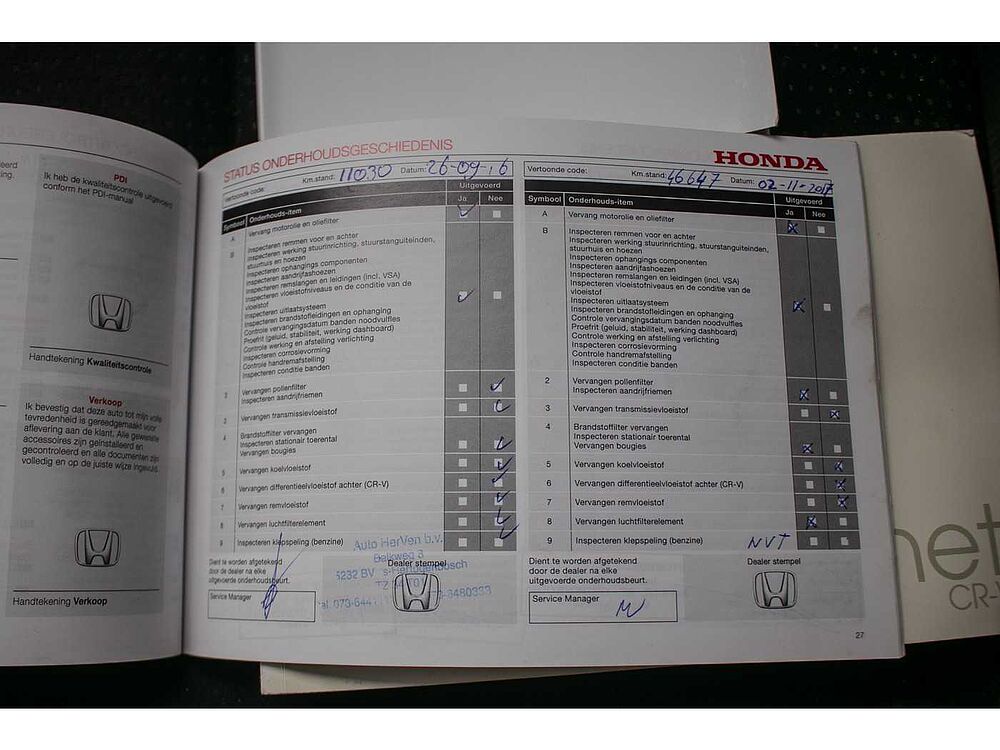 eerd
ing.
PDI
Ik heb de kwaliteitscontrole uitgevoerd
conform het PDI-manual
Handtekening Kwaliteitscontrole
Verkoop
Ik bevestig dat deze auto tot mijn volle
tevredenheid is gereedgemaakt voor
aflevering aan de klant. Alle gewenste
accessoires zijn geïnstalleerd en
gecontroleerd en alle documenten zijn
volledig en op de juiste wijze ingevuld.
Handtekening Verkoop
STATUS ONDERHOUDSGESCHIEDENIS
Vertoonde code: Km.stand: 11030 Datum: 26-09-16
Uitgevoerd
Symbool Onderhouds-item Ja Nee
A Vervang motorolie en oliefilter
B Inspecteren remmen voor en achter
Inspecteren werking stuurinrichting, stuurstanguiteinden,
stuurhuis en hoezen
Inspecteren ophangings componenten
Inspecteren aandrijfashoezen
Inspecteren remslangen en leidingen (incl. VSA)
Inspecteren vloeistofniveaus en de conditie van de
vloeistof
Inspecteren uitlaatsysteem
Inspecteren brandstofleidingen en ophanging
Controle vervangingsdatum banden noodvulfles
Proefrit (geluid, stabiliteit, werking dashboard)
Controle werking en afstelling verlichting
Inspecteren corrosievorming
Controle handremafstelling
Inspecteren conditie banden
2 Vervangen pollenfilter
Inspecteren aandrijfriemen
3 Vervangen transmissievloeistof
4 Brandstoffilter vervangen
Inspecteren stationair toerental
Vervangen bougies
5 Vervangen koelvloeistof
6 Vervangen differentieelvloeistof achter (CR-V)
7 Vervangen remvloeistof
8 Vervangen luchtfilterelement
9 Inspecteren klepspeling (benzine)
Dient te worden afgetekend
door de dealer na elke
uitgevoerde onderhoudsbeurt.
Service Manager
Dealer stempel
Auto HerVen b.v.
Balkweg 3
5232 BV 's-Hertogenbosch
HONDA
Vertoonde code: Km.stand: 46647 Datum: 02-11-2017
Uitgevoerd
Symbool Onderhouds-item Ja Nee
A Vervang motorolie en oliefilter
B Inspecteren remmen voor en achter
Inspecteren werking stuurinrichting, stuurstanguiteinden,
stuurhuis en hoezen
Inspecteren ophangings componenten
Inspecteren aandrijfashoezen
Inspecteren remslangen en leidingen (incl. VSA)
Inspecteren vloeistofniveaus en de conditie van de
vloeistof
Inspecteren uitlaatsysteem
Inspecteren brandstofleidingen en ophanging
Controle vervangingsdatum banden noodvulfles
Proefrit (geluid, stabiliteit, werking dashboard)
Controle werking en afstelling verlichting
Inspecteren corrosievorming
Controle handremafstelling
Inspecteren conditie banden
2 Vervangen pollenfilter
Inspecteren aandrijfriemen
3 Vervangen transmissievloeistof
4 Brandstoffilter vervangen
Inspecteren stationair toerental
Vervangen bougies
5 Vervangen koelvloeistof
6 Vervangen differentieelvloeistof achter (CR-V)
7 Vervangen remvloeistof
8 Vervangen luchtfilterelement
9 Inspecteren klepspeling (benzine) NVT
Dient te worden afgetekend
door de dealer na elke
uitgevoerde onderhoudsbeurt.
Service Manager
Dealer stempel
27
net
CR-V